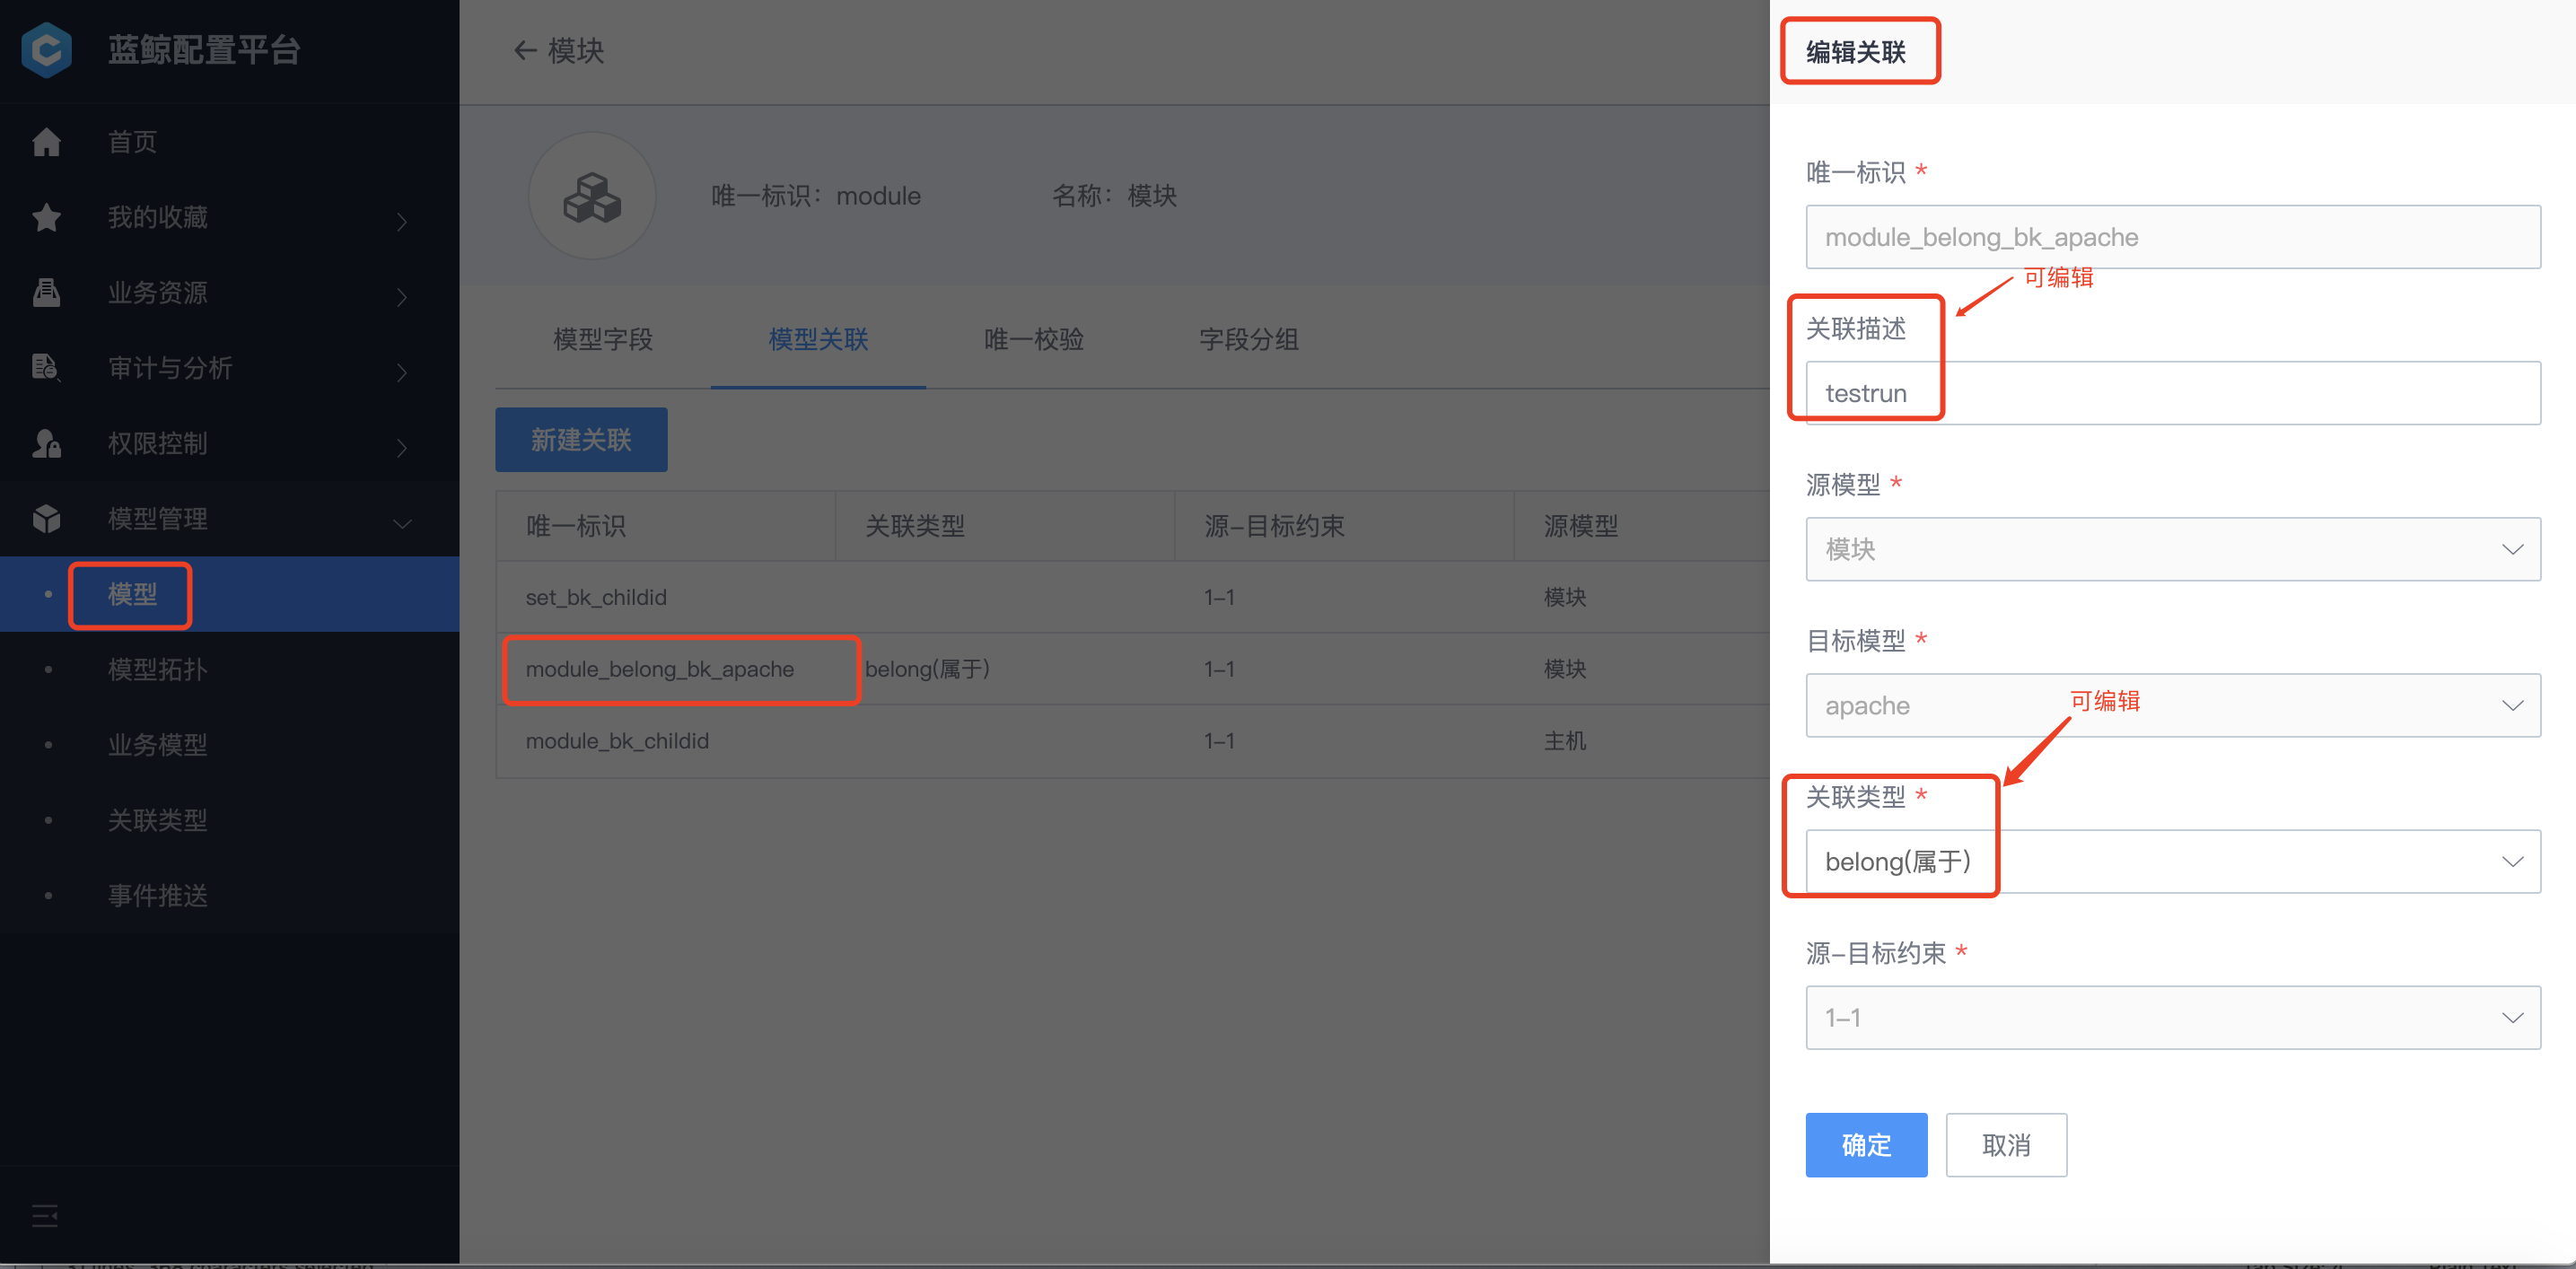 蓝鲸配置平台
首页
我的收藏
业务资源
审计与分析
权限控制
模型管理
模型
模型拓扑
业务模型
关联类型
事件推送
模块
唯一标识：module
名称：模块
模型字段
模型关联
唯一校验
字段分组
新建关联
唯一标识 关联类型 源-目标约束 源模型
set_bk_childid 1-1 模块
module_belong_bk_apache belong(属于) 1-1 模块
module_bk_childid 1-1 主机
编辑关联
唯一标识 *
module_belong_bk_apache
可编辑
关联描述
testrun
源模型 *
模块
目标模型 *
apache
可编辑
关联类型 *
belong(属于)
源-目标约束 *
1-1
确定
取消